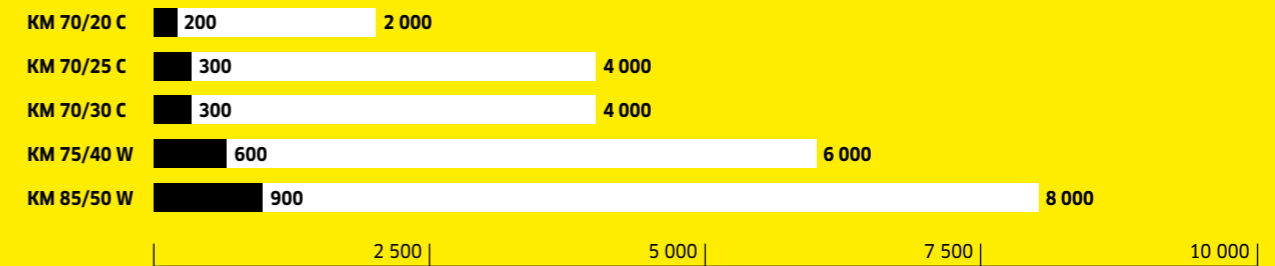 KM 70/20 C 200 2 000
KM 70/25 C 300 4 000
KM 70/30 C 300 4 000
KM 75/40 W 600 6 000
KM 85/50 W 900 8 000
2 500 5 000 7 500 10 000